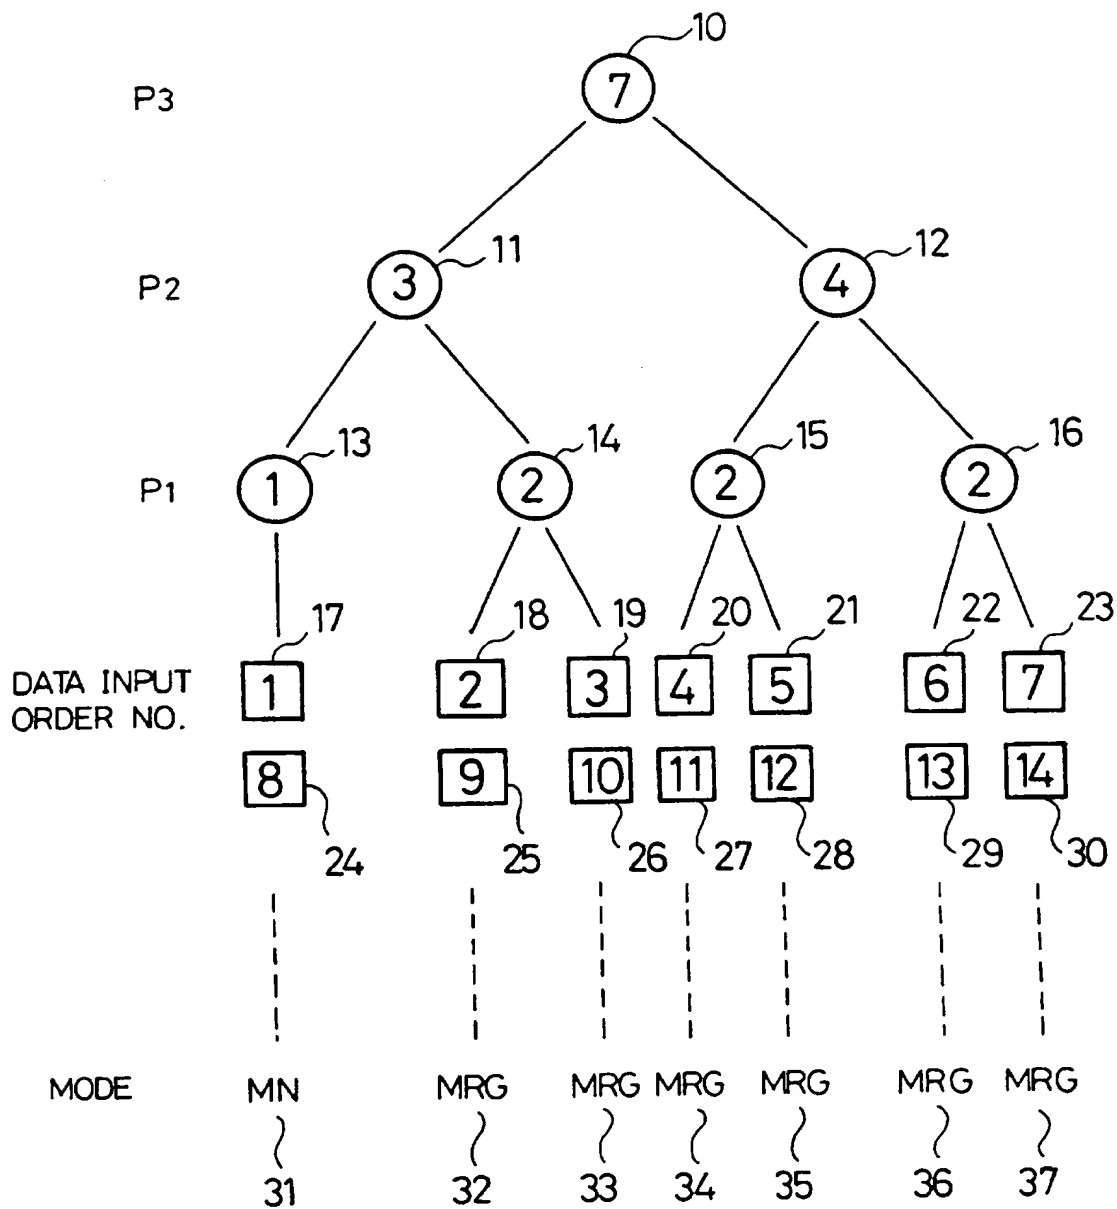 10
P3 7
11 12
P2 3 4
13 14 15 16
P1 1 2 2 2
17 18 19 20 21 22 23
DATA INPUT
ORDER NO.
1 2 3 4 5 6 7
8 9 10 11 12 13 14
24 25 26 27 28 29 30
MODE MN MRG MRG MRG MRG MRG MRG
31 32 33 34 35 36 37